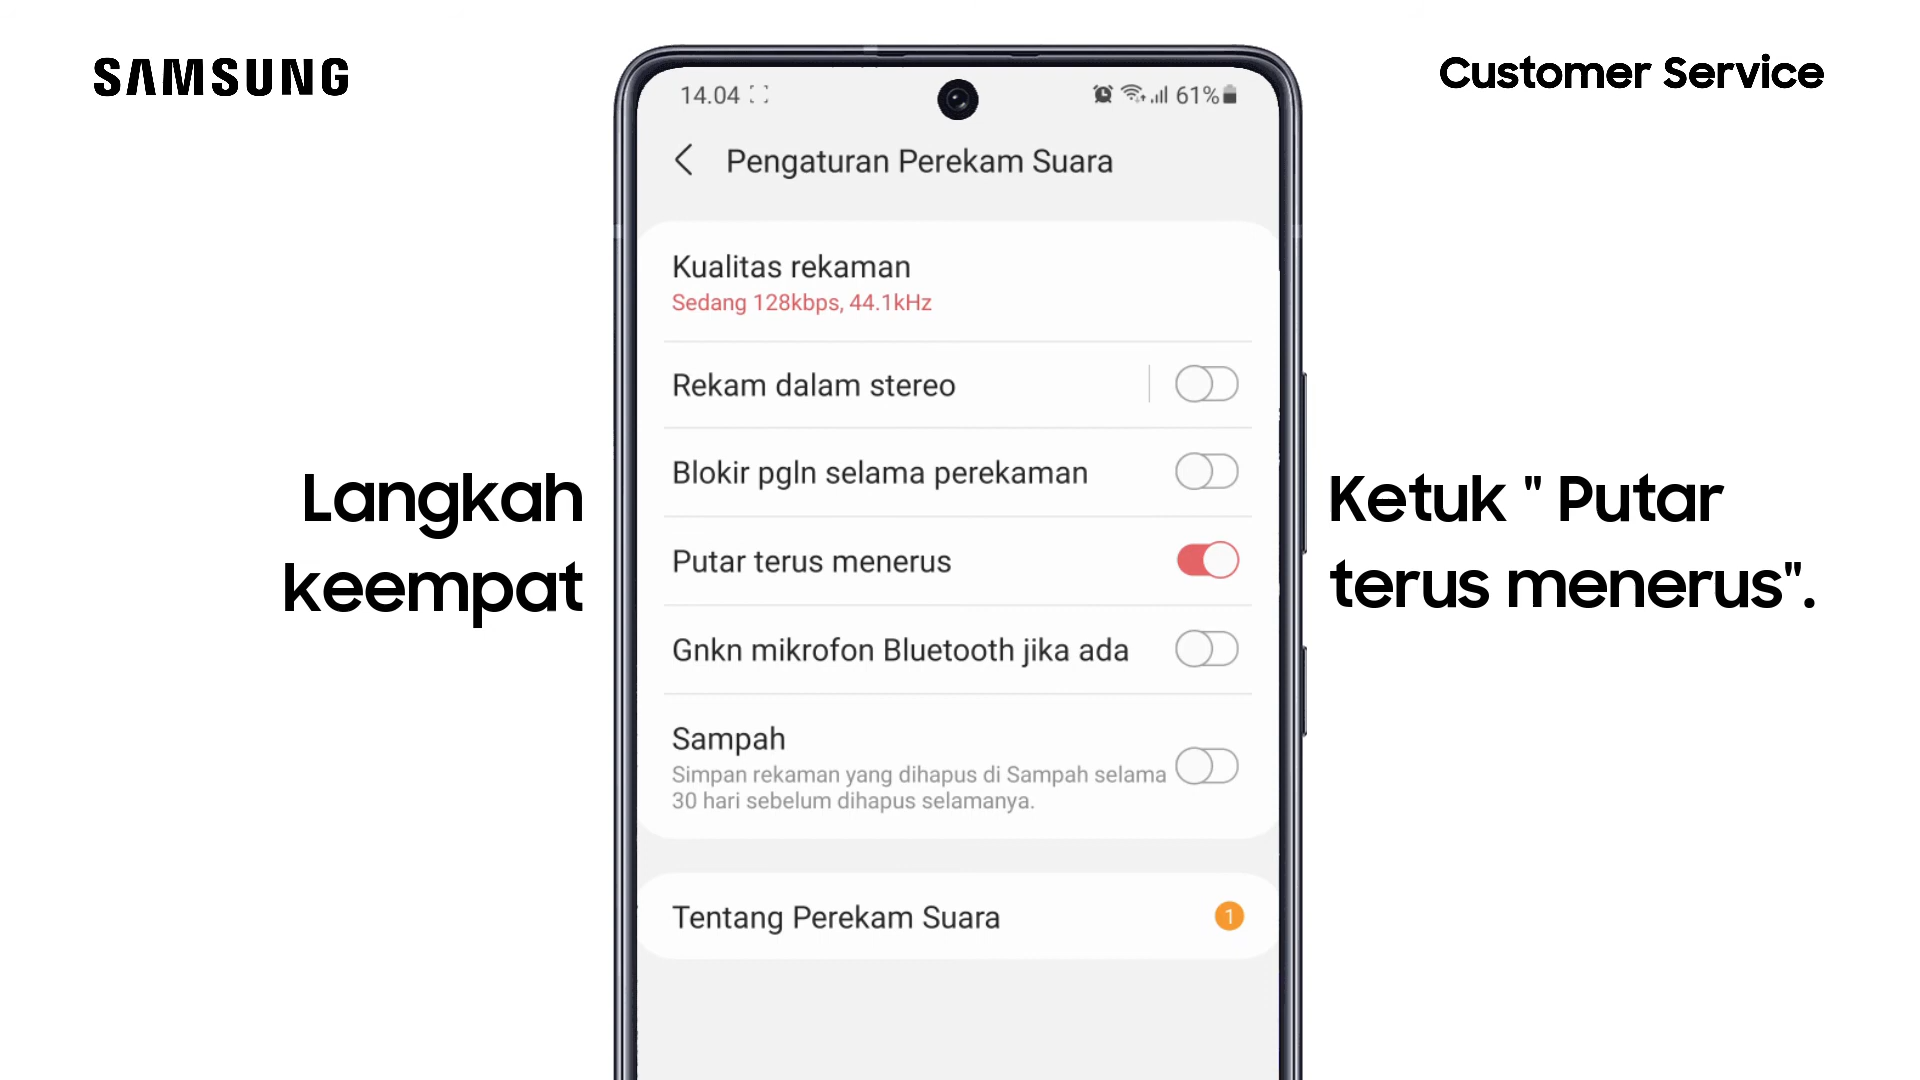 SAMSUNG
Customer Service
14.04
61%
Pengaturan Perekam Suara
Kualitas rekaman
Sedang 128kbps, 44.1kHz
Rekam dalam stereo
Blokir pgln selama perekaman
Putar terus menerus
Gnkn mikrofon Bluetooth jika ada
Sampah
Simpan rekaman yang dihapus di Sampah selama
30 hari sebelum dihapus selamanya.
Tentang Perekam Suara
1
Langkah
keempat
Ketuk " Putar
terus menerus".